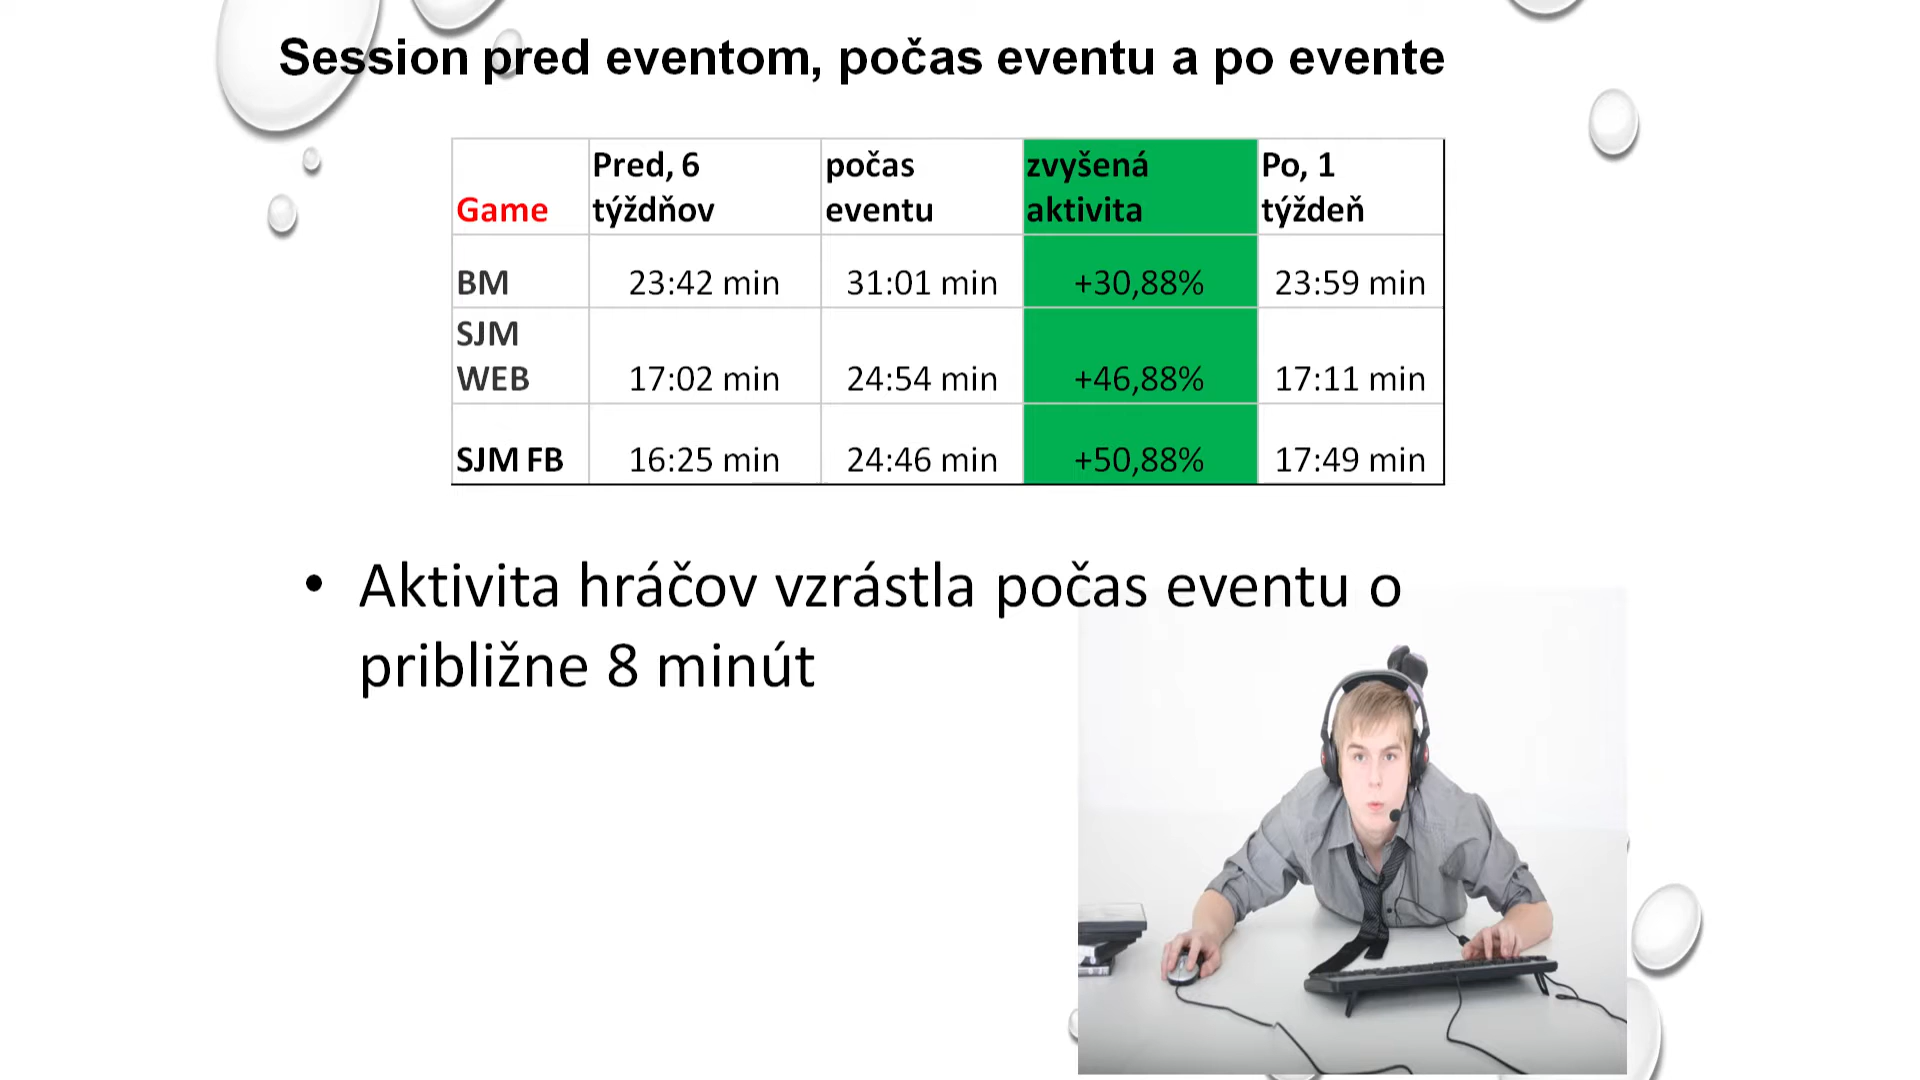 Session pred eventom, počas eventu a po evente
Game Pred, 6 týždňov počas eventu zvyšená aktivita Po, 1 týždeň
BM 23:42 min 31:01 min +30,88% 23:59 min
SJM WEB 17:02 min 24:54 min +46,88% 17:11 min
SJM FB 16:25 min 24:46 min +50,88% 17:49 min
• Aktivita hráčov vzrástla počas eventu o
približne 8 minút